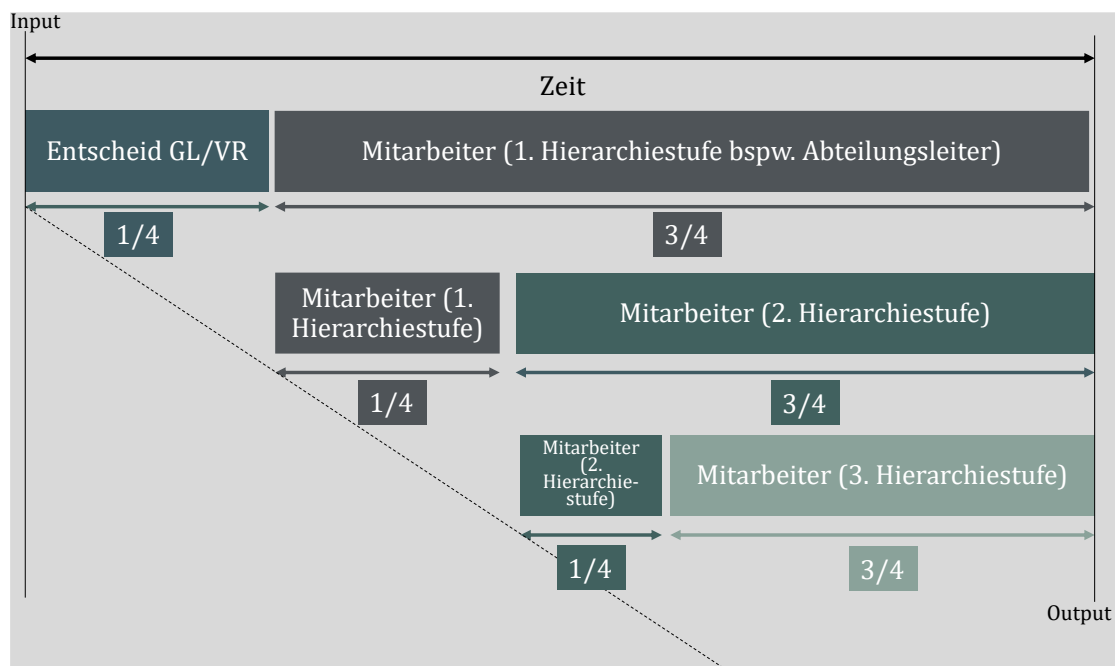 Input
Zeit
Entscheid GL/VR
Mitarbeiter (1. Hierarchiestufe bspw. Abteilungsleiter)
1/4
3/4
Mitarbeiter (1.
Hierarchiestufe)
Mitarbeiter (2. Hierarchiestufe)
1/4
3/4
Mitarbeiter
(2.
Hierarchie-
stufe)
Mitarbeiter (3. Hierarchiestufe)
1/4
3/4
Output